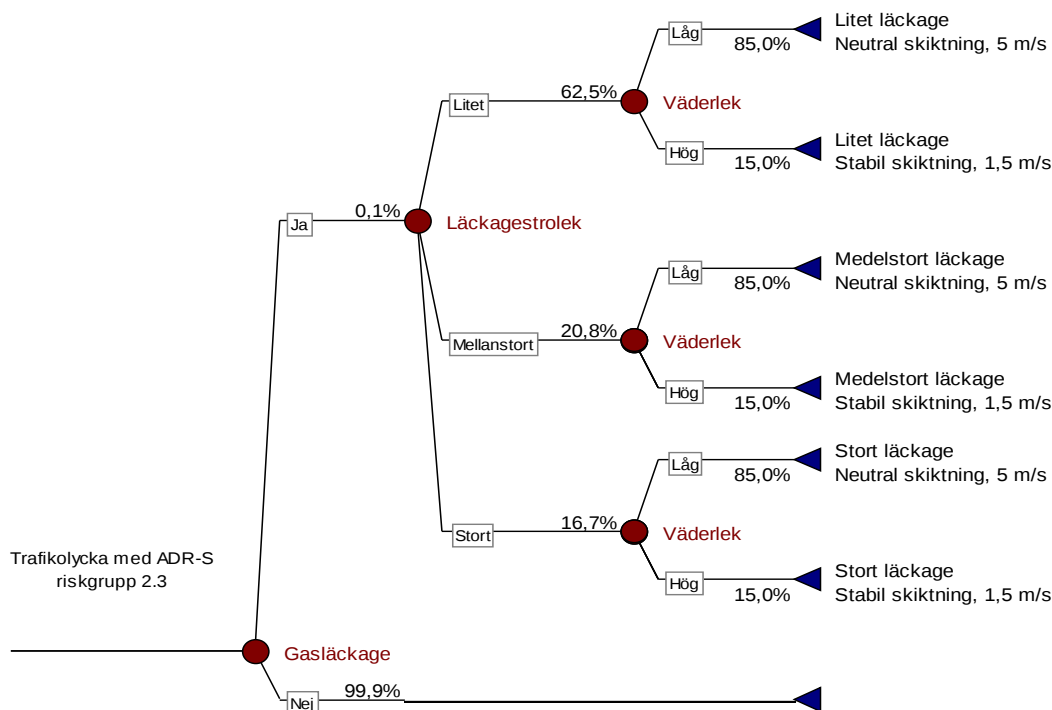 Låg
85,0%
Litet läckage
Neutral skiktning, 5 m/s
Litet
62,5%
Väderlek
Hög
15,0%
Litet läckage
Stabil skiktning, 1,5 m/s
Ja
0,1%
Läckagestrolek
Låg
85,0%
Medelstort läckage
Neutral skiktning, 5 m/s
Mellanstort
20,8%
Väderlek
Hög
15,0%
Medelstort läckage
Stabil skiktning, 1,5 m/s
Låg
85,0%
Stort läckage
Neutral skiktning, 5 m/s
Stort
16,7%
Väderlek
Hög
15,0%
Stort läckage
Stabil skiktning, 1,5 m/s
Trafikolycka med ADR-S
riskgrupp 2.3
Gasläckage
Nej
99,9%